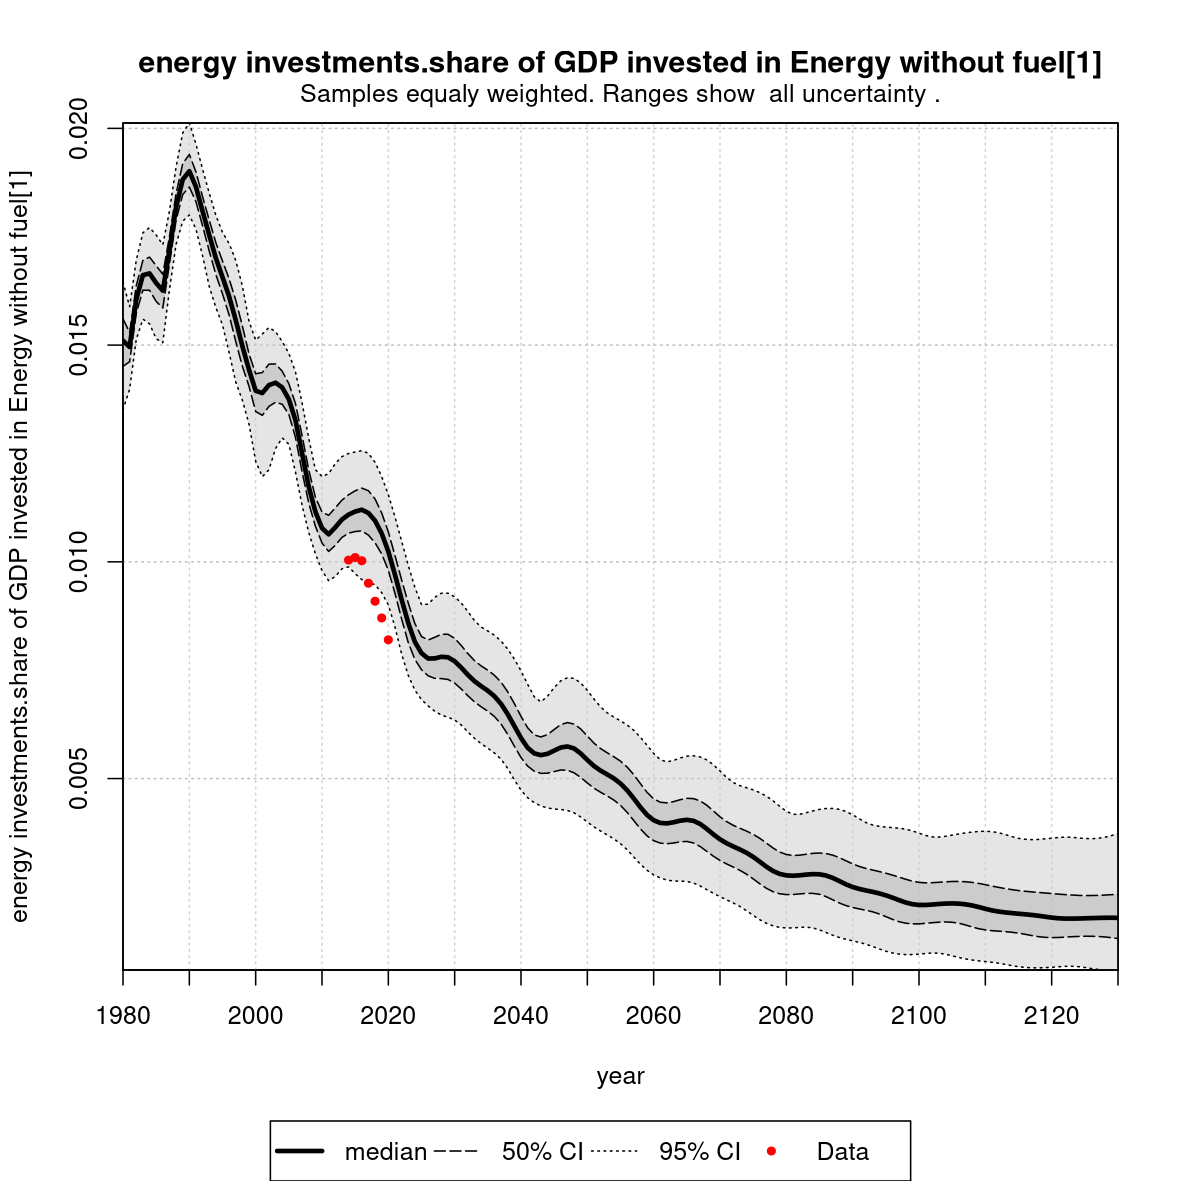 energy investments.share of GDP invested in Energy without fuel[1]
Samples equaly weighted. Ranges show  all uncertainty .
energy investments.share of GDP invested in Energy without fuel[1]
0.020
0.015
0.010
0.005
1980 2000 2020 2040 2060 2080 2100 2120
year
median 50% CI 95% CI Data